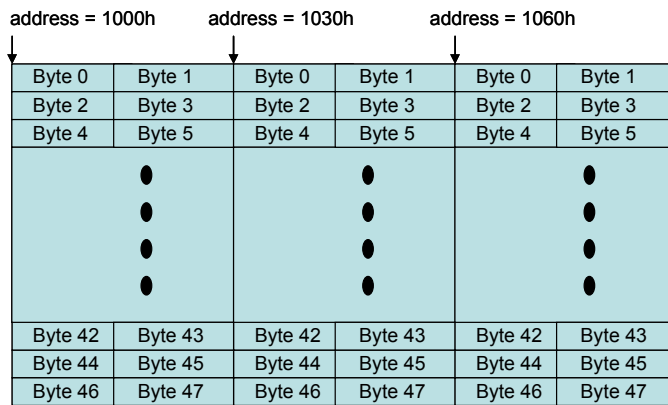 address = 1000h address = 1030h address = 1060h
Byte 0 Byte 1 Byte 0 Byte 1 Byte 0 Byte 1
Byte 2 Byte 3 Byte 2 Byte 3 Byte 2 Byte 3
Byte 4 Byte 5 Byte 4 Byte 5 Byte 4 Byte 5
Byte 42 Byte 43 Byte 42 Byte 43 Byte 42 Byte 43
Byte 44 Byte 45 Byte 44 Byte 45 Byte 44 Byte 45
Byte 46 Byte 47 Byte 46 Byte 47 Byte 46 Byte 47